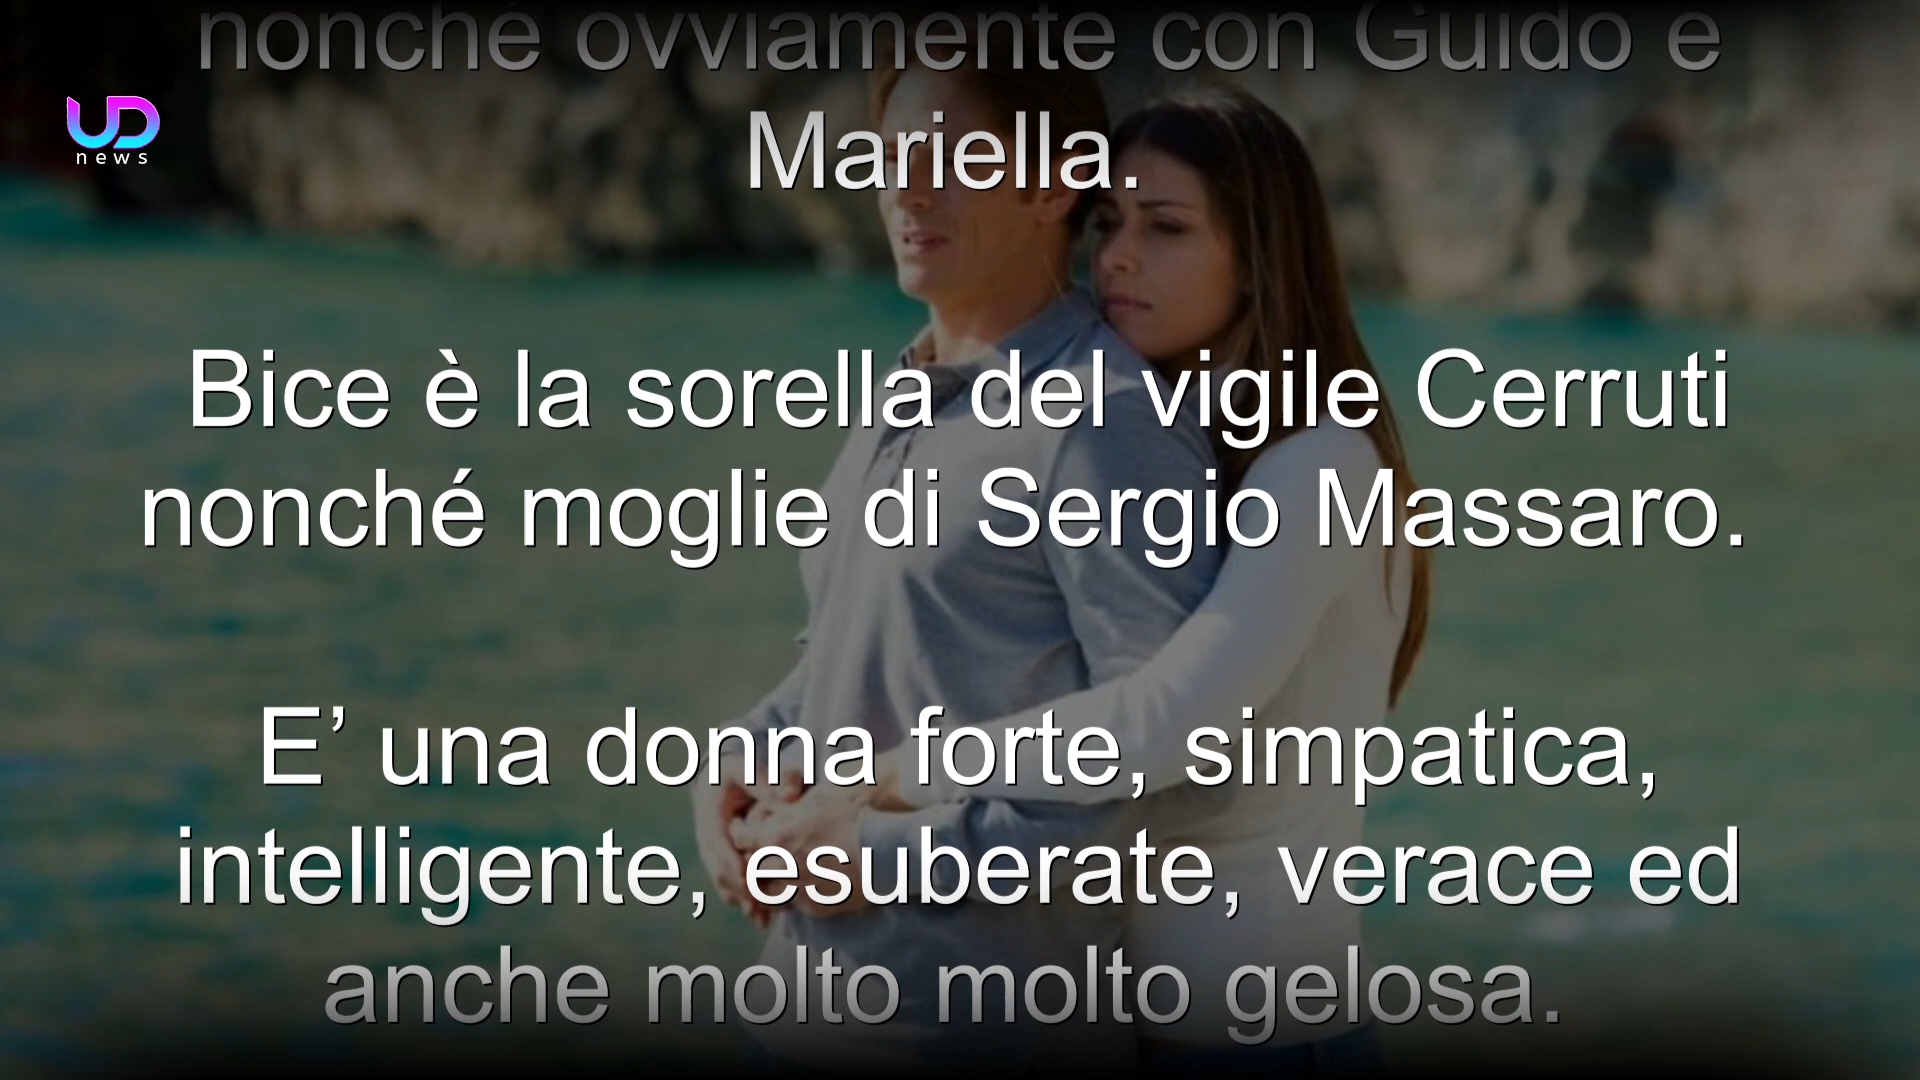 nonché ovviamente con Guido e
UD
news
Mariella.
Bice è la sorella del vigile Cerruti
nonché moglie di Sergio Massaro.
E’ una donna forte, simpatica,
intelligente, esuberate, verace ed
anche molto molto gelosa.